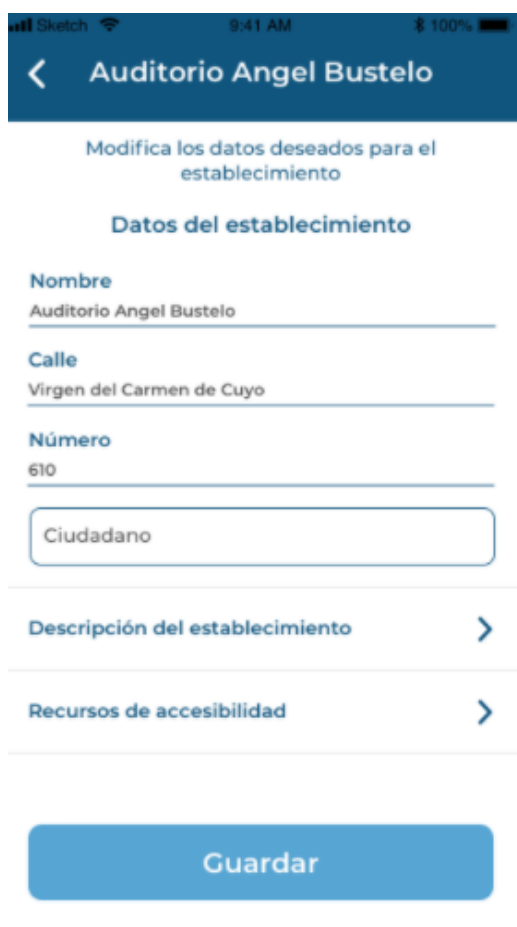 Sketch 9:41 AM 100%
Auditorio Angel Bustelo
Modifica los datos deseados para el
establecimiento
Datos del establecimiento
Nombre
Auditorio Angel Bustelo
Calle
Virgen del Carmen de Cuyo
Número
610
Ciudadano
Descripción del establecimiento
Recursos de accesibilidad
Guardar